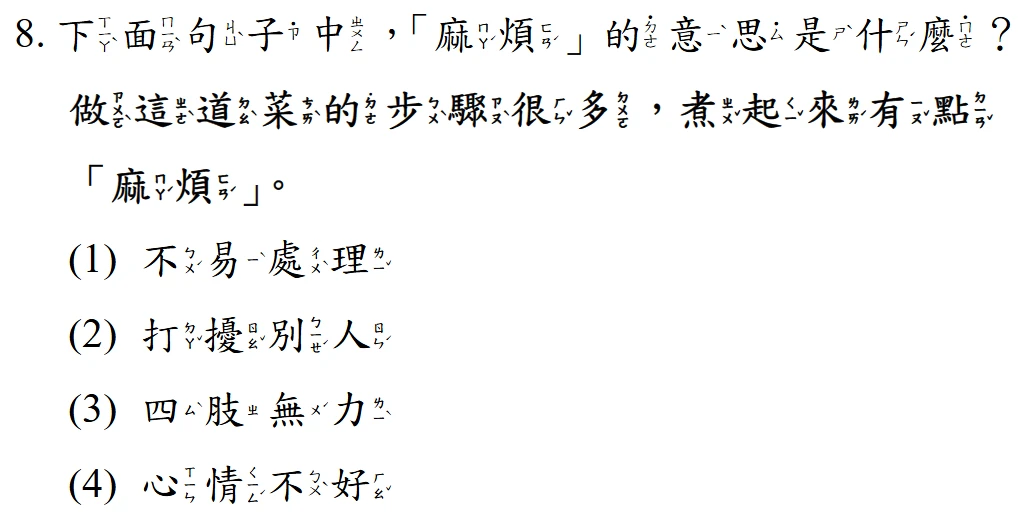 8. 下面句子中，「麻煩」的意思是什麼？
做這道菜的步驟很多，煮起來有點
「麻煩」。
(1) 不易處理
(2) 打擾別人
(3) 四肢無力
(4) 心情不好